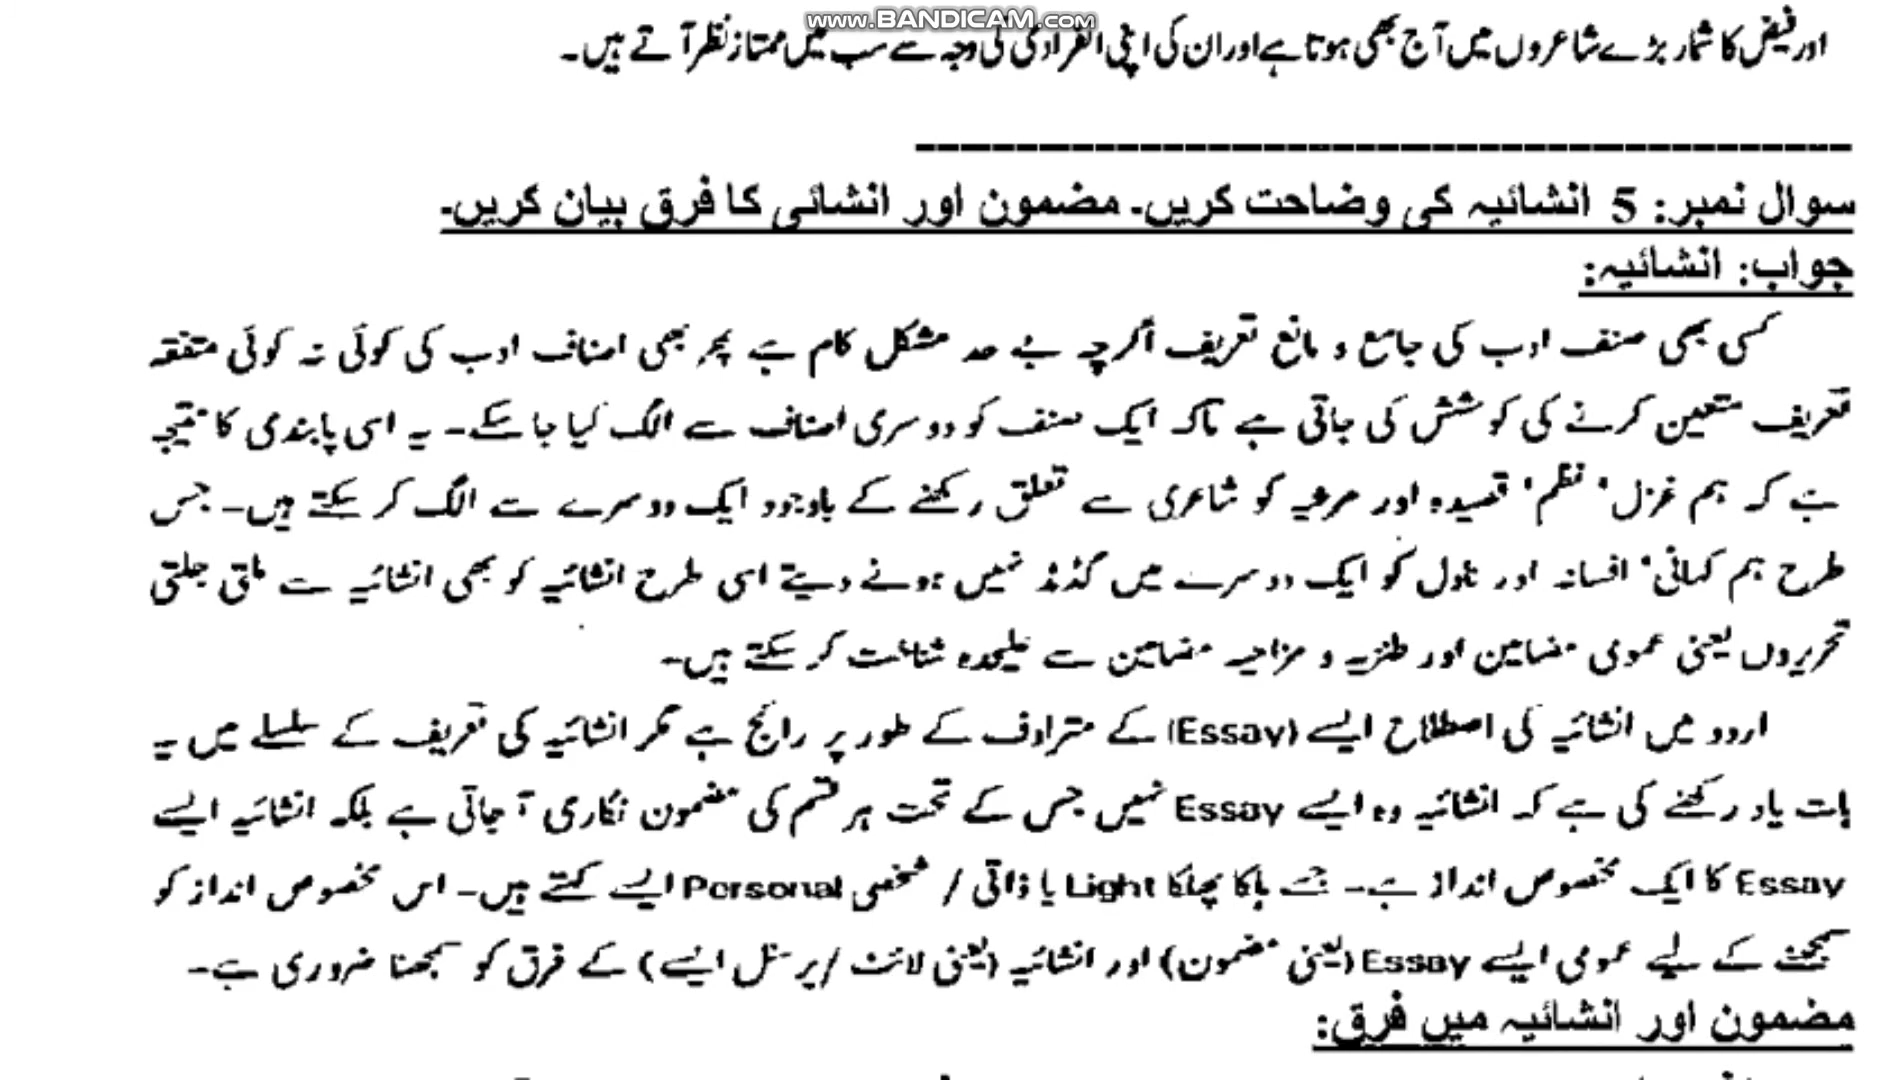 www.BANDICAM.com
اور فیض کا شمار بڑے شاعروں میں آج بھی ہوتا ہے اور ان کی اپنی انفرادی کی وجہ سے سب میں ممتاز نظر آتے ہیں۔
سوال نمبر: 5 انشائیہ کی وضاحت کریں۔ مضمون اور انشائی کا فرق بیان کریں۔
جواب: انشائیہ:
کسی بھی صنف ادب کی جامع و مانع تعریف اگرچہ بے حد مشکل کام ہے پھر بھی اصناف ادب کی کوئی نہ کوئی متفقہ
تعریف متعین کرنے کی کوشش کی جاتی ہے تاکہ ایک صنف کو دوسری اصناف سے الگ کیا جا سکے۔ یہ اسی پابندی کا نتیجہ
ہے کہ ہم غزل، نظم، قصیدہ اور مرثیہ کو شاعری سے تعلق رکھنے کے باوجود ایک دوسرے سے الگ کر سکتے ہیں۔ جس
طرح ہم کہانی، افسانہ اور ناول کو ایک دوسرے میں گڈمڈ نہیں ہونے دیتے اسی طرح انشائیہ کو بھی انشائیہ سے ملتی جلتی
تحریروں یعنی عمومی مضامین اور طنزیہ و مزاحیہ مضامین سے علیحدہ شناخت کر سکتے ہیں۔
اردو میں انشائیہ کی اصطلاح ایسے (Essay) کے مترادف کے طور پر رائج ہے مگر انشائیہ کی تعریف کے سلسلے میں یہ
بات یاد رکھنے کی ہے کہ انشائیہ وہ ایسے Essay نہیں جس کے تحت ہر قسم کی مضمون نگاری آ جاتی ہے بلکہ انشائیہ ایسے
Essay کا ایک مخصوص انداز ہے۔ جسے ہلکا پھلکا Light یا ذاتی / شخصی Personal ایسے کہتے ہیں۔ اس مخصوص انداز کو
سمجھنے کے لیے عمومی ایسے Essay (یعنی مضمون) اور انشائیہ (یعنی لائٹ / پرسنل ایسے) کے فرق کو سمجھنا ضروری ہے۔
مضمون اور انشائیہ میں فرق: